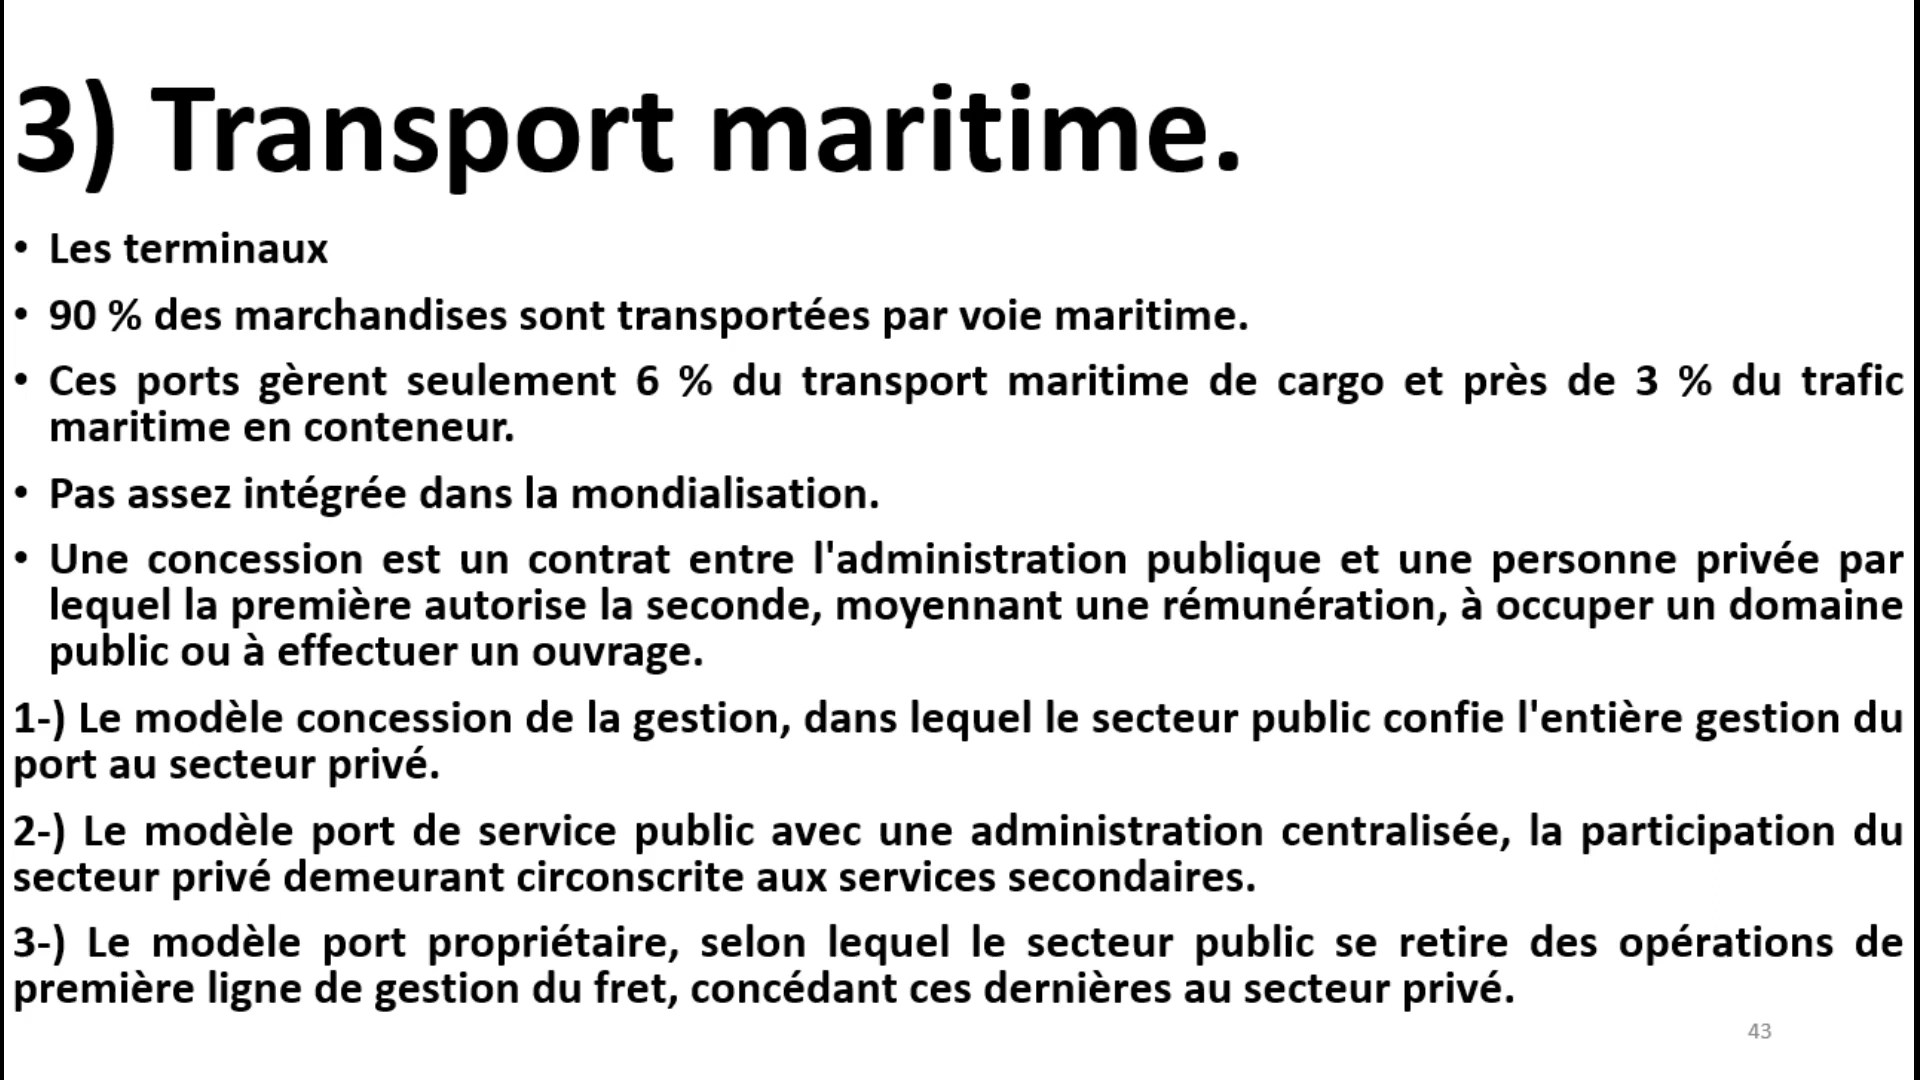 3) Transport maritime.
• Les terminaux
• 90 % des marchandises sont transportées par voie maritime.
• Ces ports gèrent seulement 6 % du transport maritime de cargo et près de 3 % du trafic
maritime en conteneur.
• Pas assez intégrée dans la mondialisation.
• Une concession est un contrat entre l'administration publique et une personne privée par
lequel la première autorise la seconde, moyennant une rémunération, à occuper un domaine
public ou à effectuer un ouvrage.
1-) Le modèle concession de la gestion, dans lequel le secteur public confie l'entière gestion du
port au secteur privé.
2-) Le modèle port de service public avec une administration centralisée, la participation du
secteur privé demeurant circonscrite aux services secondaires.
3-) Le modèle port propriétaire, selon lequel le secteur public se retire des opérations de
première ligne de gestion du fret, concédant ces dernières au secteur privé.
43